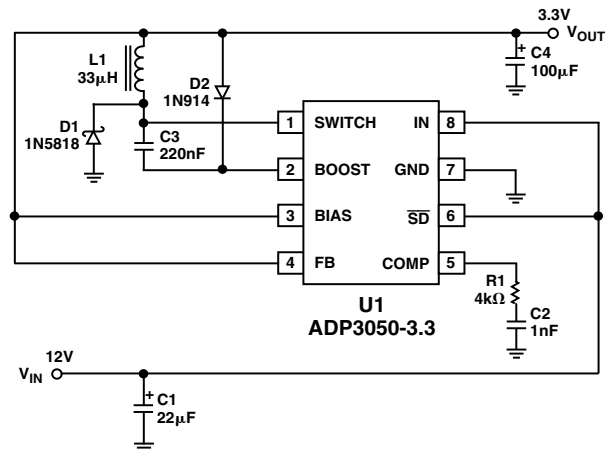 3.3V
VOUT
L1
33µH
C4
100µF
D2
1N914
D1
1N5818
C3
220nF
1 SWITCH IN 8
2 BOOST GND 7
3 BIAS SD 6
4 FB COMP 5
R1
4kΩ
C2
1nF
U1
ADP3050-3.3
12V
VIN
C1
22µF